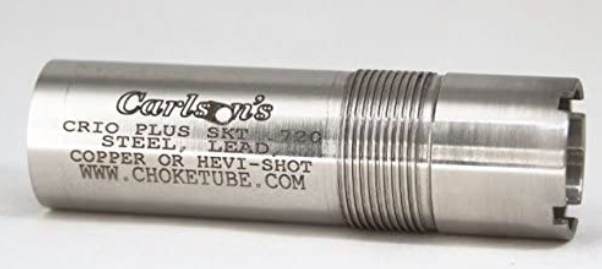 Carlson's
CRIO PLUS SKT .720
STEEL, LEAD,
COPPER OR HEVI-SHOT
WWW.CHOKETUBE.COM